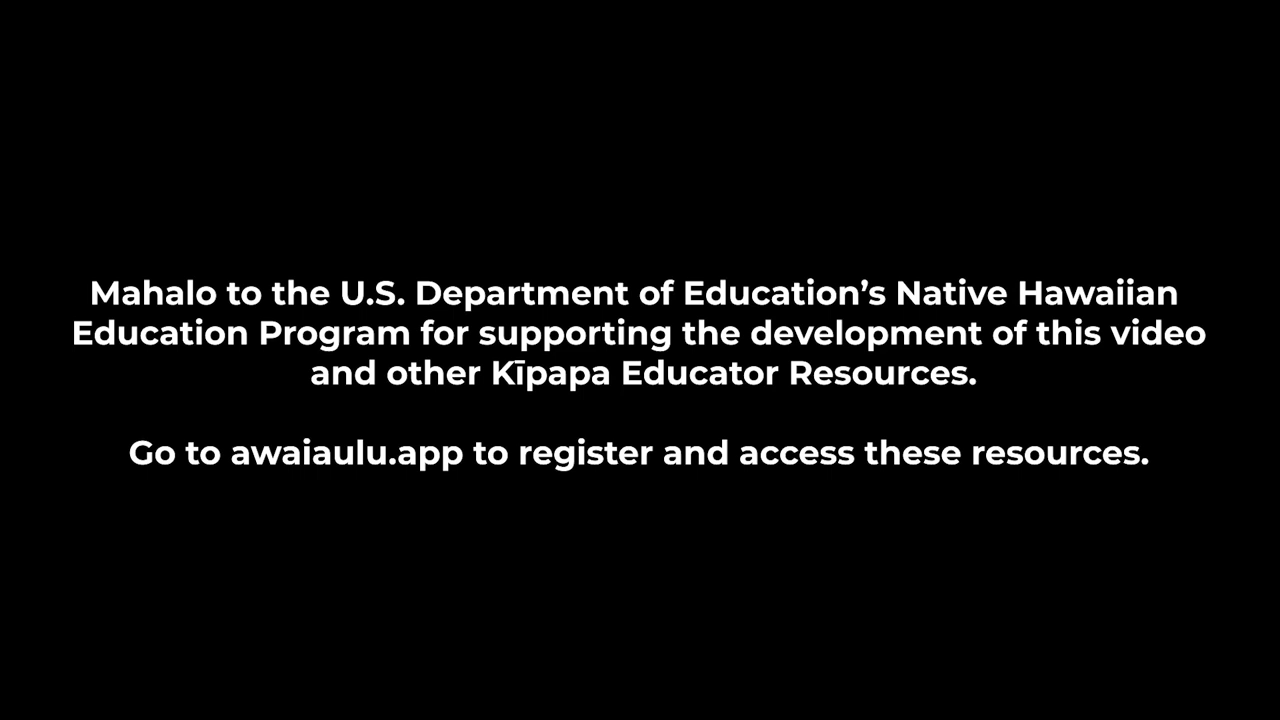 Mahalo to the U.S. Department of Education’s Native Hawaiian
Education Program for supporting the development of this video
and other Kīpapa Educator Resources.
Go to awaiaulu.app to register and access these resources.